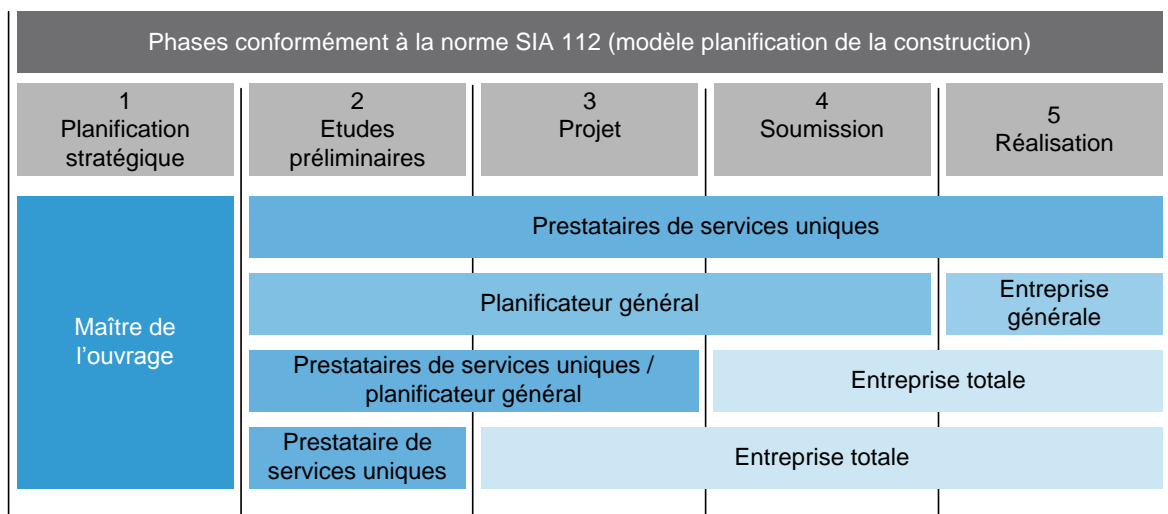 Phases conformément à la norme SIA 112 (modèle planification de la construction)
1
Planification
stratégique
2
Etudes
préliminaires
3
Projet
4
Soumission
5
Réalisation
Maître de
l’ouvrage
Prestataires de services uniques
Planificateur général
Entreprise
générale
Prestataires de services uniques /
planificateur général
Entreprise totale
Prestataire de
services uniques
Entreprise totale